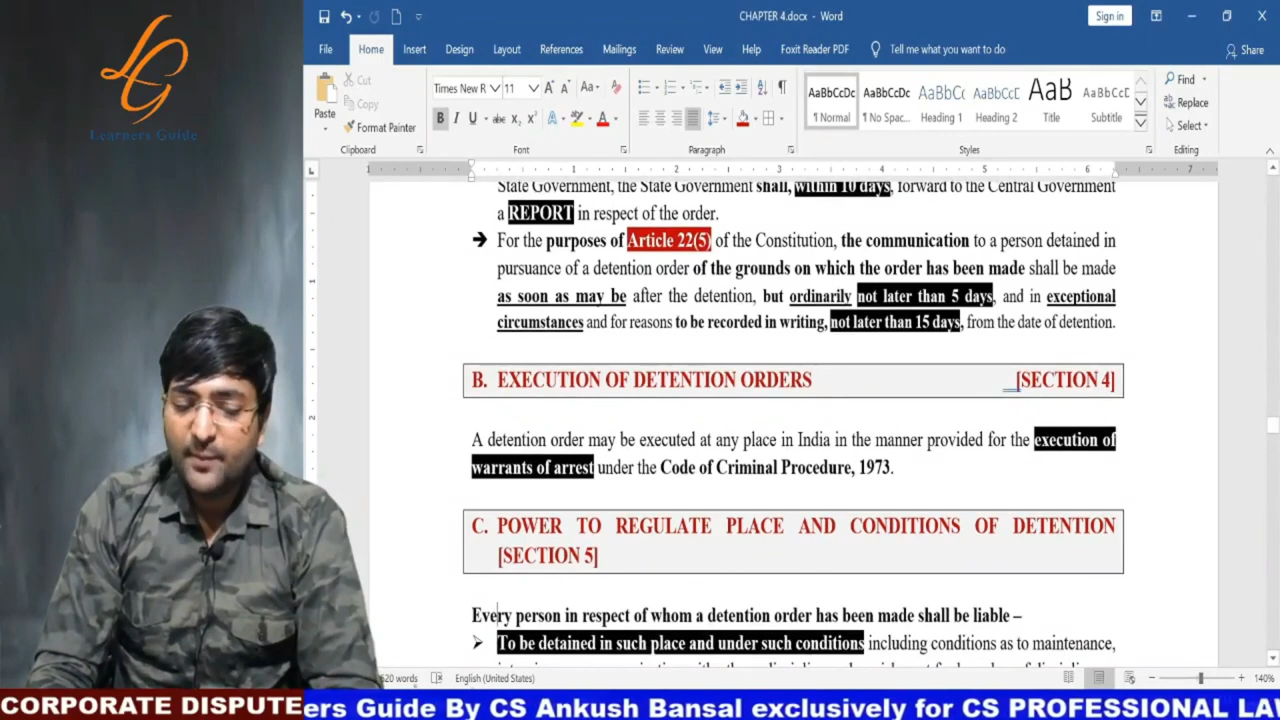 LG
Learners Guide
CHAPTER 4.docx - Word
Sign in
File Home Insert Design Layout References Mailings Review View Help Foxit Reader PDF Tell me what you want to do Share
Paste
Cut
Copy
Format Painter
Clipboard
Times New R 11
Font
Paragraph
AaBbCcDc AaBbCcDc AaBbCc AaBbCcC AaB AaBbCcD
¶ Normal ¶ No Spac... Heading 1 Heading 2 Title Subtitle
Styles
Find
Replace
Select
Editing
1 1 2 3 4 5 6 7
State Government, the State Government shall, within 10 days, forward to the Central Government
a REPORT in respect of the order.
➔ For the purposes of Article 22(5) of the Constitution, the communication to a person detained in
pursuance of a detention order of the grounds on which the order has been made shall be made
as soon as may be after the detention, but ordinarily not later than 5 days, and in exceptional
circumstances and for reasons to be recorded in writing, not later than 15 days, from the date of detention.
B. EXECUTION OF DETENTION ORDERS [SECTION 4]
A detention order may be executed at any place in India in the manner provided for the execution of
warrants of arrest under the Code of Criminal Procedure, 1973.
C. POWER TO REGULATE PLACE AND CONDITIONS OF DETENTION
[SECTION 5]
Every person in respect of whom a detention order has been made shall be liable –
➢ To be detained in such place and under such conditions including conditions as to maintenance,
520 words English (United States) 140%
CORPORATE DISPUTE
ers Guide By CS Ankush Bansal exclusively for CS PROFESSIONAL LAW